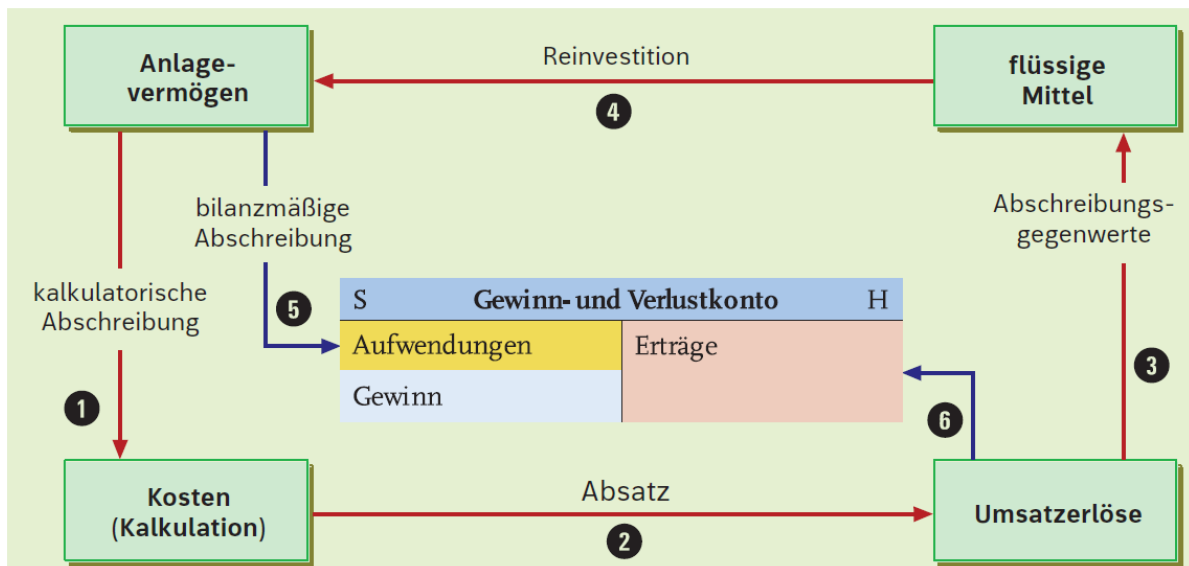 Anlage-
vermögen
Reinvestition
4
flüssige
Mittel
bilanzmäßige
Abschreibung
Abschreibungs-
gegenwerte
kalkulatorische
Abschreibung
S Gewinn- und Verlustkonto H
5
Aufwendungen Erträge
3
Gewinn
1
6
Kosten
(Kalkulation)
Absatz
2
Umsatzerlöse